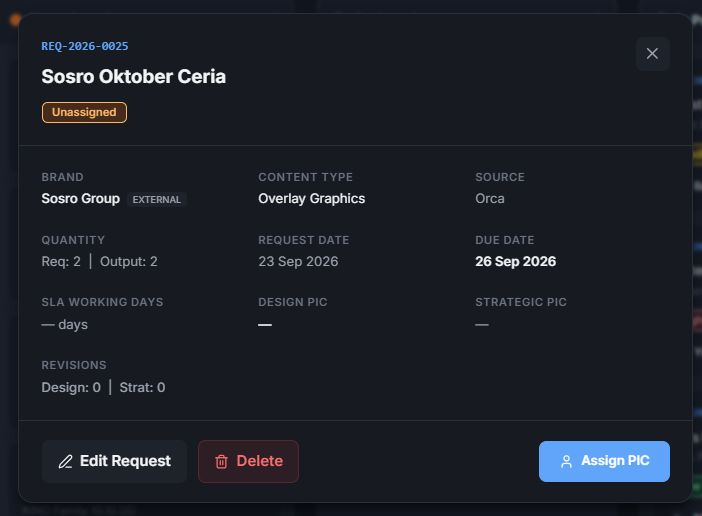 REQ-2026-0025
Sosro Oktober Ceria
Unassigned
BRAND
Sosro Group EXTERNAL
CONTENT TYPE
Overlay Graphics
SOURCE
Orca
QUANTITY
Req: 2 | Output: 2
REQUEST DATE
23 Sep 2026
DUE DATE
26 Sep 2026
SLA WORKING DAYS
— days
DESIGN PIC
—
STRATEGIC PIC
—
REVISIONS
Design: 0 | Strat: 0
Edit Request
Delete
Assign PIC